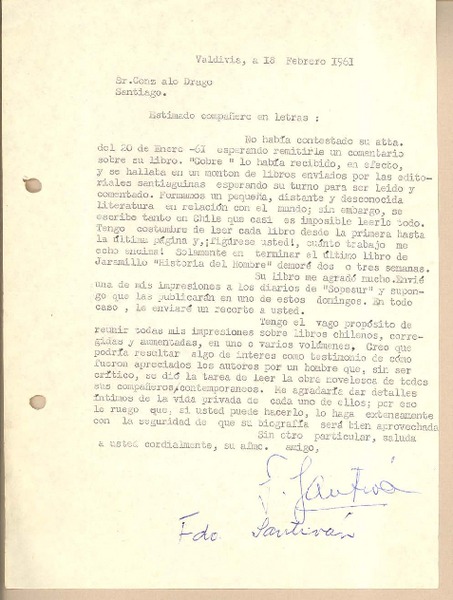 Valdivia, a 18 Febrero 1961
Sr.Conz alo Drago
Santiago.
Estimado compañero en letras :
No había contestado su atta.
del 20 de Enero -61 esperando remitirle un comentario
sobre su libro. "Cobre " lo había recibido, en efecto,
y se hallaba en un monton de libros enviados por las edito-
riales santiaguinas esperando su turno para ser leido y
comentado. Formamos un pequeña, distante y desconocida
literatura en relación con el mundo; sin embargo, se
escribe tanto en Chile que casi es imposible leerlo todo.
Tengo costumbre de leer cada libro desde la primera hasta
la última página y,¡figúrese usted!, cuánto trabajo me
echo encima! Solamente en terminar el último libro de
Jaramillo "Historia del Hombre" demoré dos o tres semanas.
Su libro me agradó mucho.Envié
una de mis impresiones a los diarios de "Sopesur" y supon-
go que las publicarán en uno de estos domingos. En todo
caso , le enviaré un recorte a usted.
Tengo el vago propósito de
reunir todas mis impresiones sobre libros chilenos, corre-
gidas y aumentadas, en uno o varios volúmenes, Creo que
podría resultar algo de interes como testimonio de cómo
fueron apreciados los autores por un hombre que, sin ser
crítico, se dió la tarea de leer la obra novelosa de todos
sus compañeros contemporaneos. Me agradaría dar detalles
íntimos de la vida privada de cada uno de ellos; por eso
le ruego que, si usted puede hacerlo, lo haga extensamente
con la seguridad de que su biografía será bien aprovechada
Sin otro particular, saluda
a usted cordialmente, su afmo. amigo,
F. Santiván
Fdo. Santiván